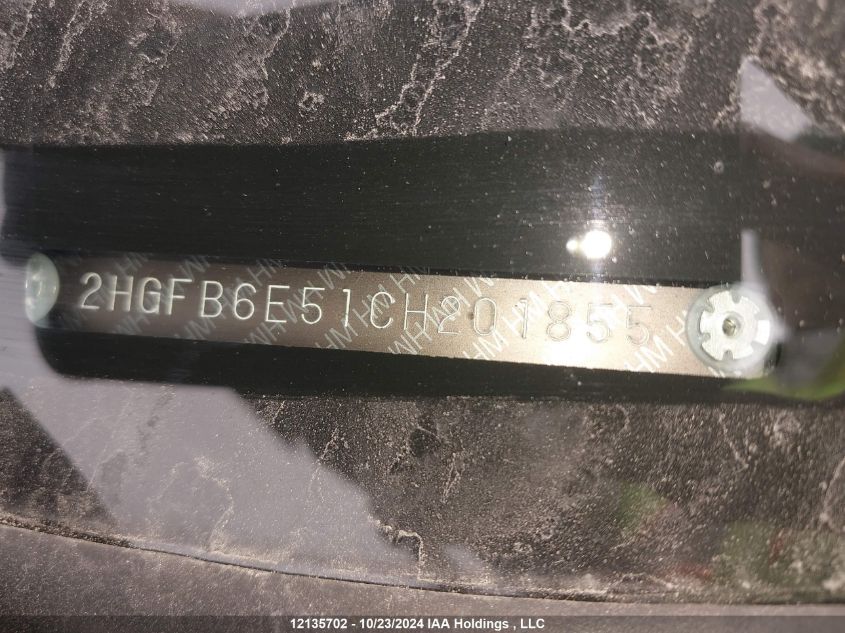 2HGFB6E51CH201855
12135702 - 10/23/2024 IAA Holdings , LLC